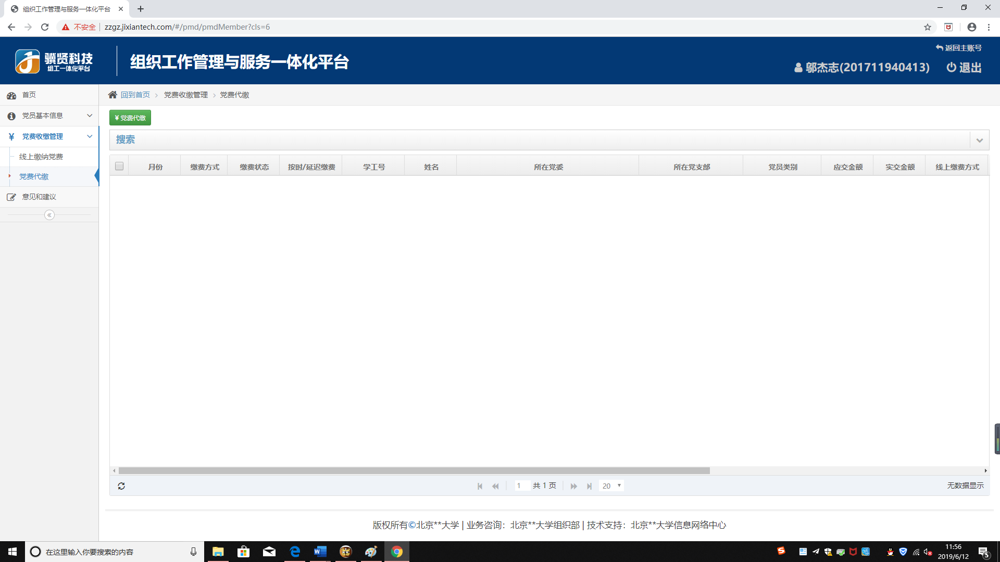 组织工作管理与服务一体化平台
不安全 zzgz.jixiantech.com/#/pmd/pmdMember?cls=6
骥贤科技
组工一体化平台
组织工作管理与服务一体化平台
返回主账号
邬杰志(201711940413) 退出
首页
党员基本信息
¥ 党费收缴管理
线上缴纳党费
党费代缴
意见和建议
回到首页 > 党费收缴管理 > 党费代缴
¥ 党费代缴
搜索
月份 缴费方式 缴费状态 按时/延迟缴费 学工号 姓名 所在党委 所在党支部 党员类别 应交金额 实交金额 线上缴费方式
1 共 1 页 20 无数据显示
版权所有©北京**大学 | 业务咨询：北京**大学组织部 | 技术支持：北京**大学信息网络中心
在这里输入你要搜索的内容
11:56
2019/6/12
5